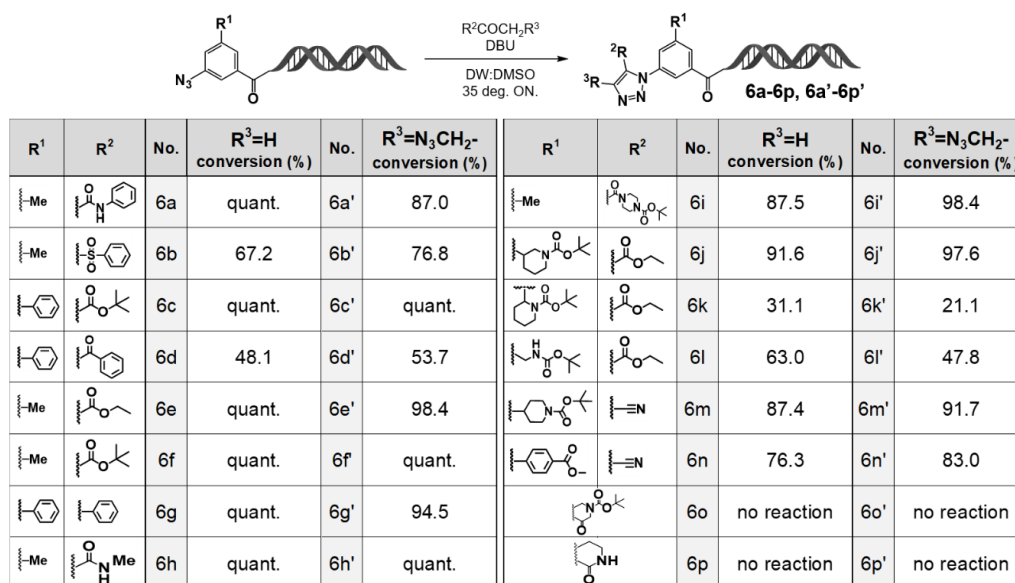 R¹
N₃
O
R²COCH₂R³
DBU
DW:DMSO
35 deg. ON.
R¹
²R
³R
N
N=N
O
6a-6p, 6a'-6p'
R¹ R² No. R³=H conversion (%) No. R³=N₃CH₂- conversion (%)
Me O N H 6a quant. 6a' 87.0
Me O S O 6b 67.2 6b' 76.8
O O 6c quant. 6c' quant.
O 6d 48.1 6d' 53.7
Me O O 6e quant. 6e' 98.4
Me O O 6f quant. 6f' quant.
6g quant. 6g' 94.5
Me O N H Me 6h quant. 6h' quant.
R¹ R² No. R³=H conversion (%) No. R³=N₃CH₂- conversion (%)
Me O N N O O 6i 87.5 6i' 98.4
O N O O O 6j 91.6 6j' 97.6
O N O O O 6k 31.1 6k' 21.1
H N O O O O 6l 63.0 6l' 47.8
N O O ≡N 6m 87.4 6m' 91.7
O O ≡N 6n 76.3 6n' 83.0
O N O O 6o no reaction 6o' no reaction
NH O 6p no reaction 6p' no reaction